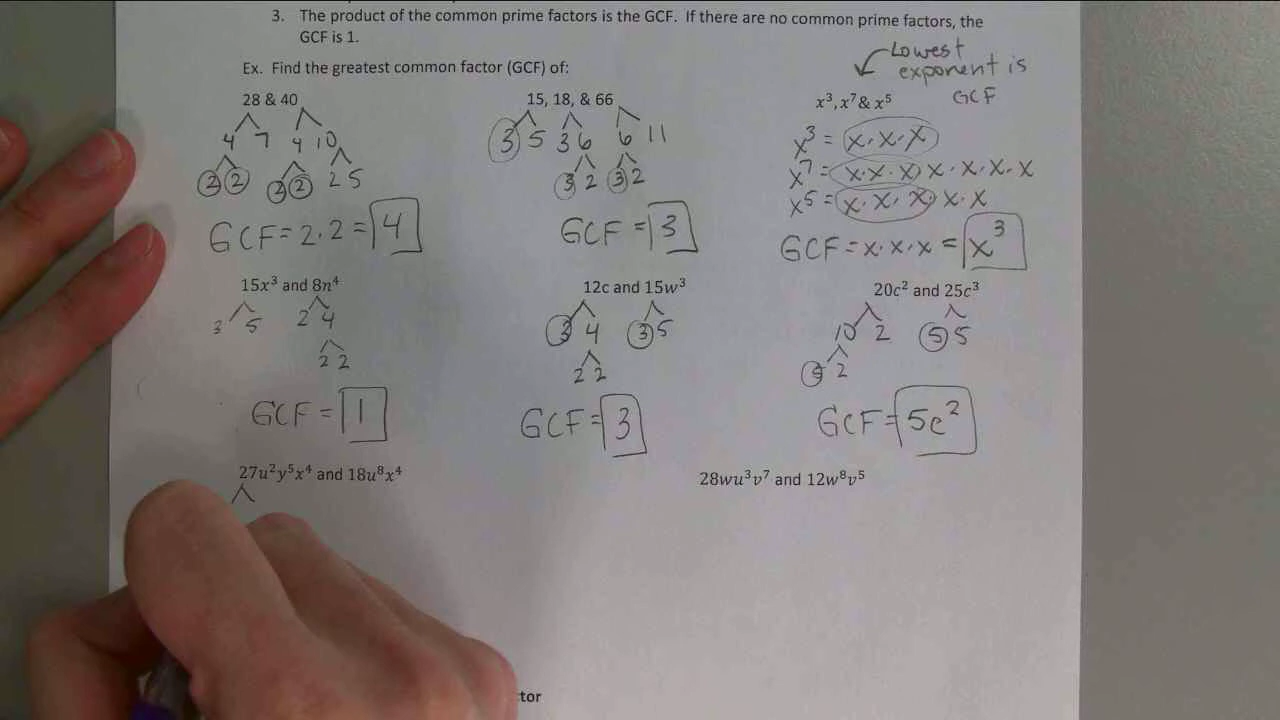 3. The product of the common prime factors is the GCF. If there are no common prime factors, the
GCF is 1.
Lowest
exponent is
GCF
Ex. Find the greatest common factor (GCF) of:
28 & 40
4 7 4 10
2 2 2 2 2 5
GCF = 2·2 = 4
15, 18, & 66
3 5 3 6 6 11
3 2 3 2
GCF = 3
x³, x⁷ & x⁵
x³ = x·x·x
x⁷ = x·x·x·x·x·x·x
x⁵ = x·x·x·x·x
GCF = x·x·x = x³
15x³ and 8n⁴
3 5 2 4
2 2
GCF = 1
12c and 15w³
3 4 3 5
2 2
GCF = 3
20c² and 25c³
10 2 5 5
5 2
GCF = 5c²
27u²y⁵x⁴ and 18u⁸x⁴
28wu³v⁷ and 12w⁸v⁵
tor